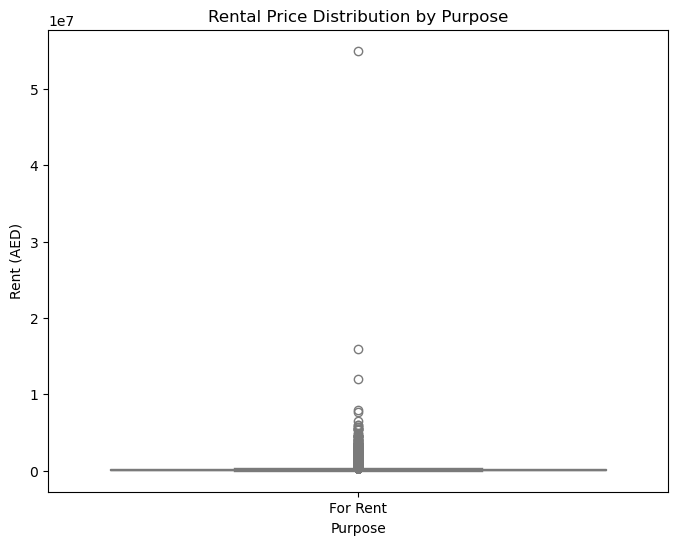 Rental Price Distribution by Purpose
1e7
5
4
3
2
1
0
Rent (AED)
For Rent
Purpose